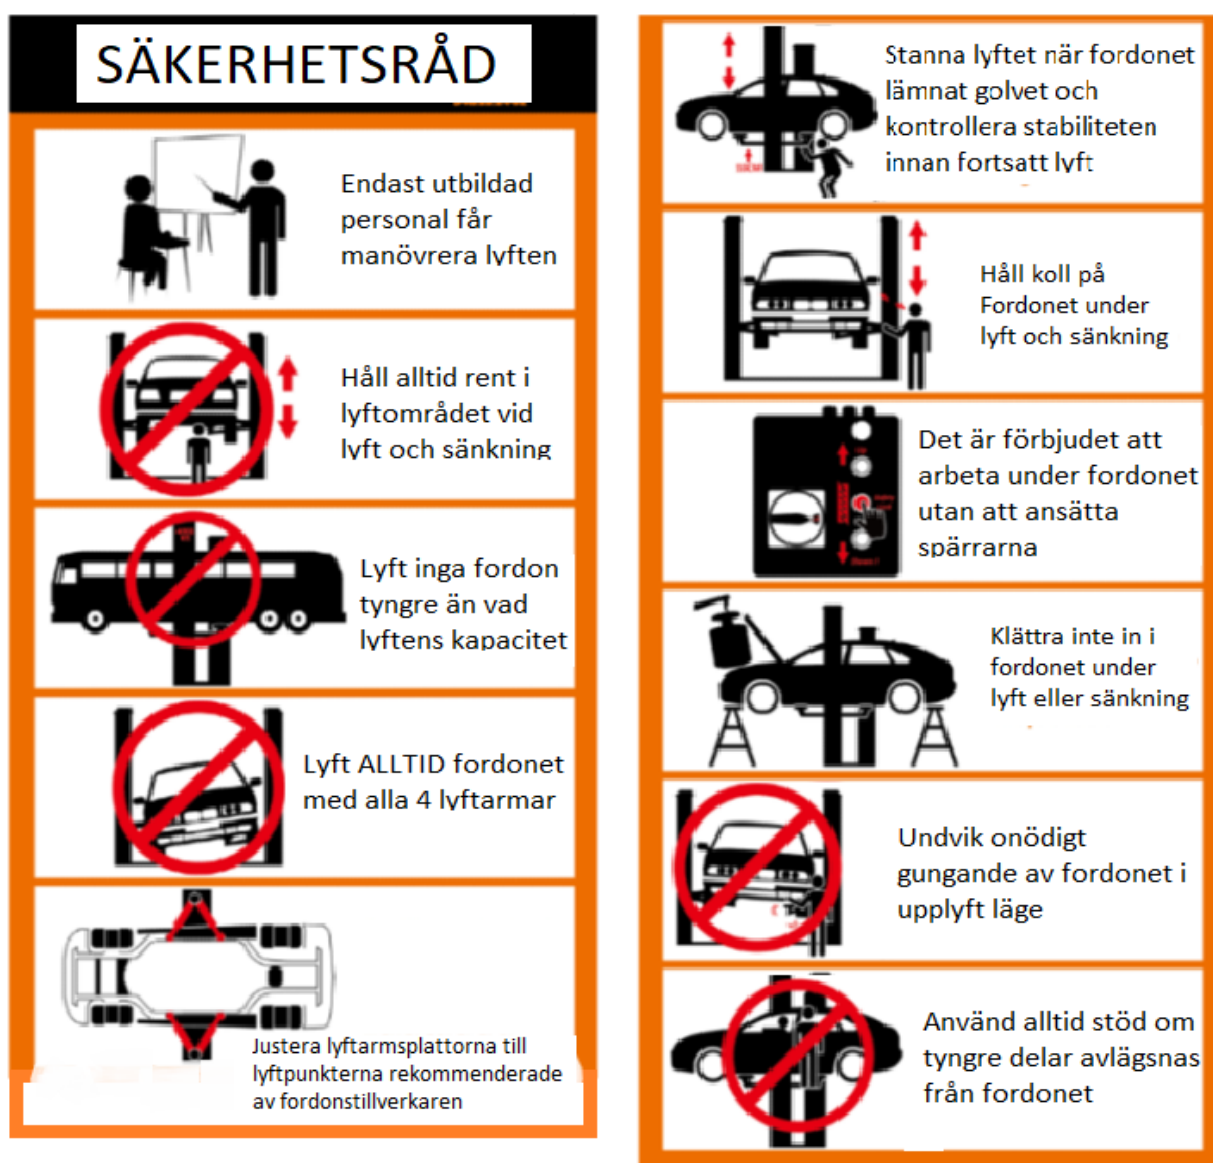 SÄKERHETSRÅD
Endast utbildad
personal får
manövrera lyften
Håll alltid rent i
lyftområdet vid
lyft och sänkning
Lyft inga fordon
tyngre än vad
lyftens kapacitet
Lyft ALLTID fordonet
med alla 4 lyftarmar
Justera lyftarmsplattorna till
lyftpunkterna rekommenderade
av fordonstillverkaren
Stanna lyftet när fordonet
lämnat golvet och
kontrollera stabiliteten
innan fortsatt lyft
Håll koll på
Fordonet under
lyft och sänkning
Det är förbjudet att
arbeta under fordonet
utan att ansätta
spärrarna
Klättra inte in i
fordonet under
lyft eller sänkning
Undvik onödigt
gungande av fordonet i
upplyft läge
Använd alltid stöd om
tyngre delar avlägsnas
från fordonet